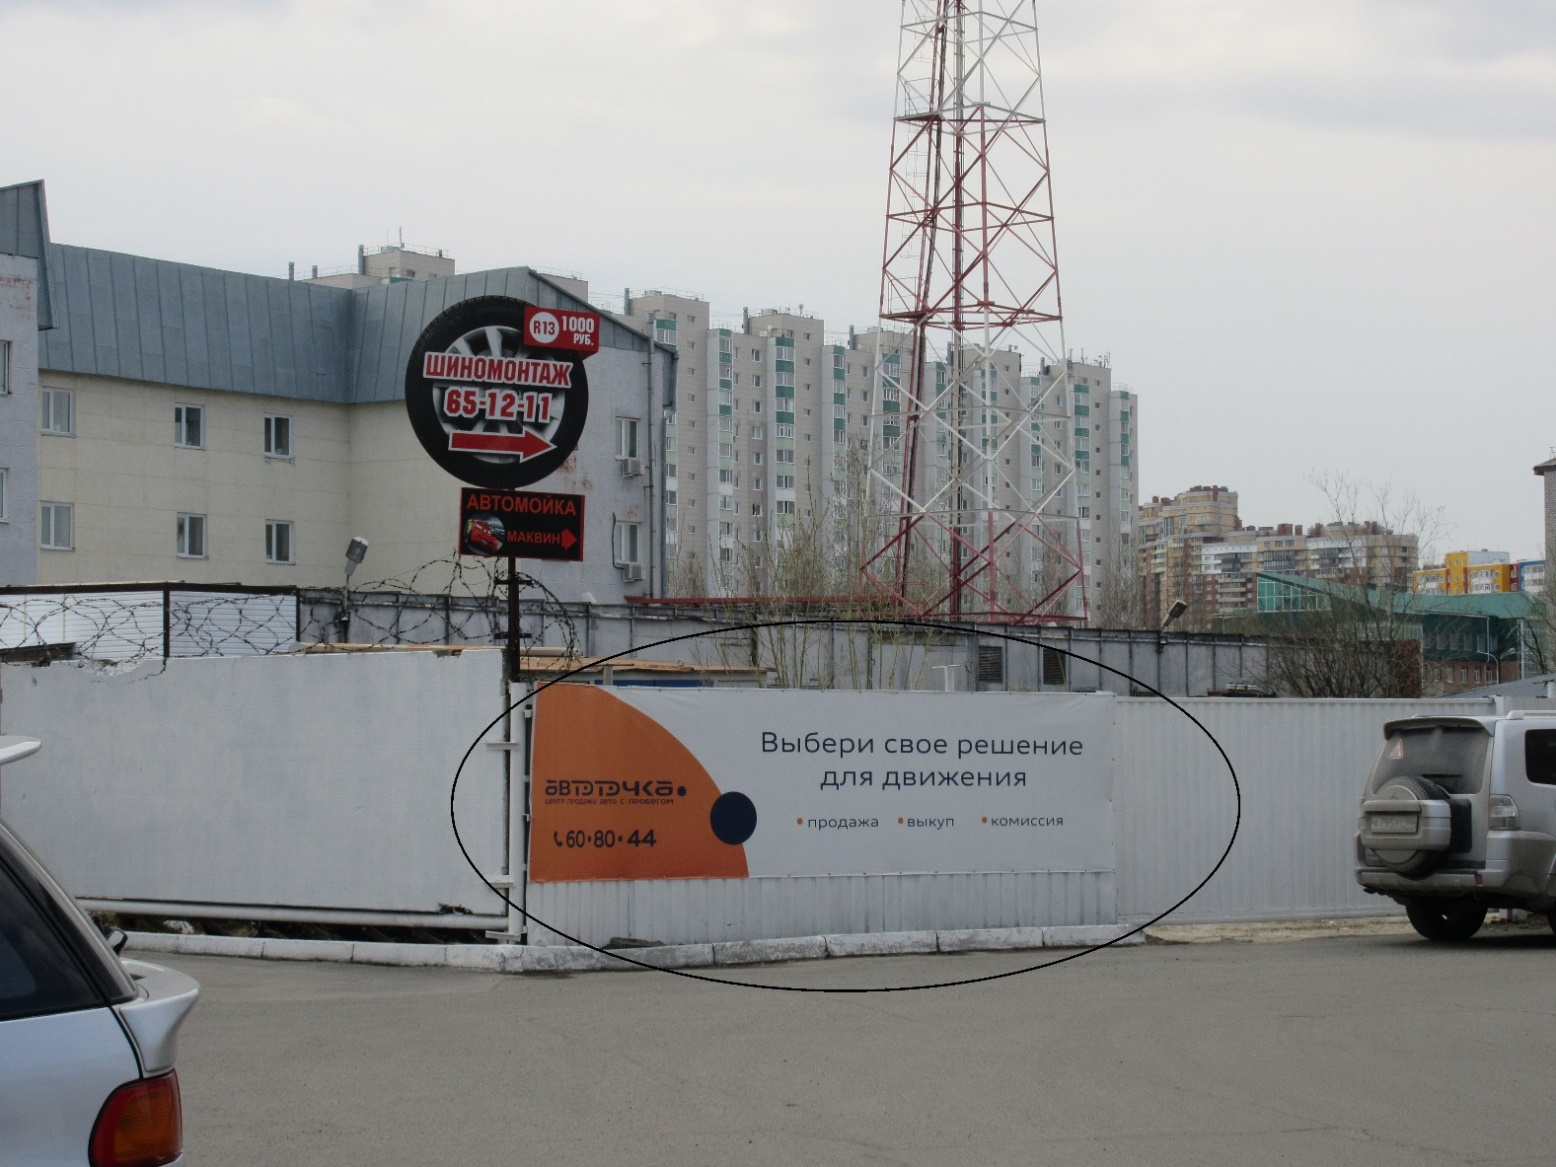 R13 1000
РУБ.
ШИНОМОНТАЖ
65-12-11
АВТОМОЙКА
МАКВИН
Выбери свое решение
для движения
• продажа • выкуп • комиссия
автоточка.
центр продажи авто с пробегом
60•80•44